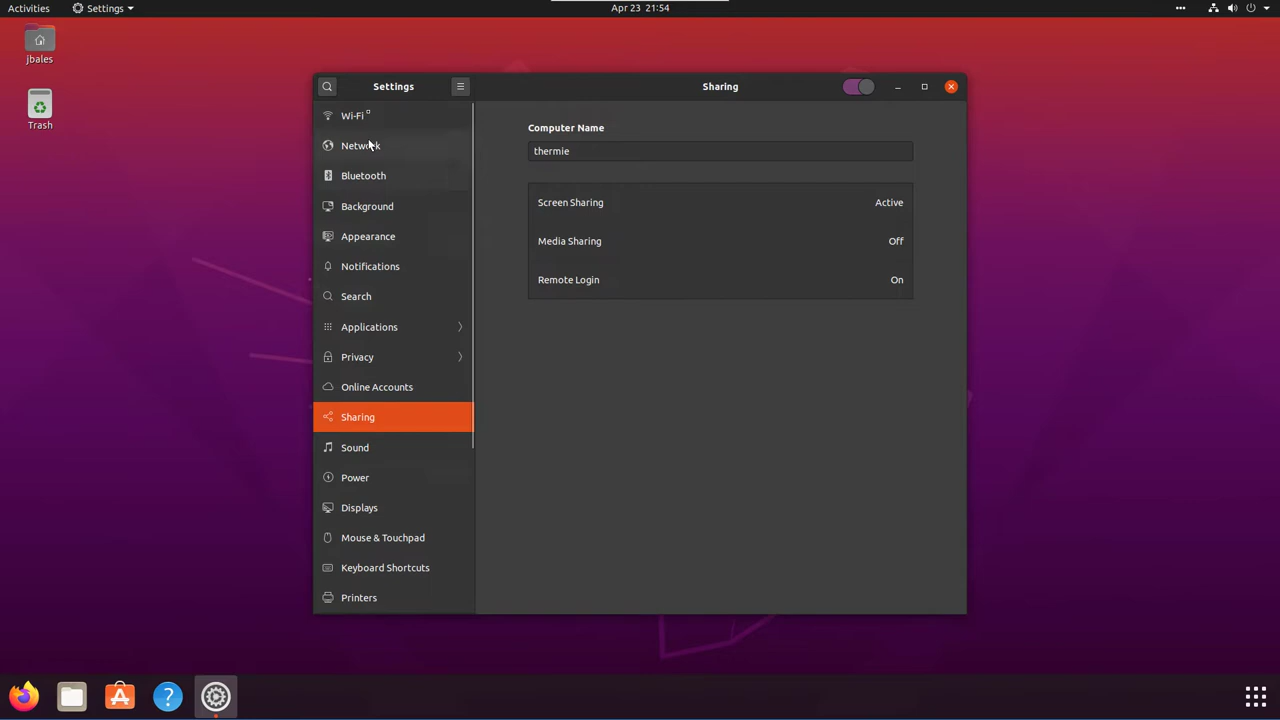 Activities
Settings
Apr 23 21:54
jbales
Trash
Settings
Sharing
Wi-Fi
Network
Bluetooth
Background
Appearance
Notifications
Search
Applications
Privacy
Online Accounts
Sharing
Sound
Power
Displays
Mouse & Touchpad
Keyboard Shortcuts
Printers
Computer Name
thermie
Screen Sharing Active
Media Sharing Off
Remote Login On
?